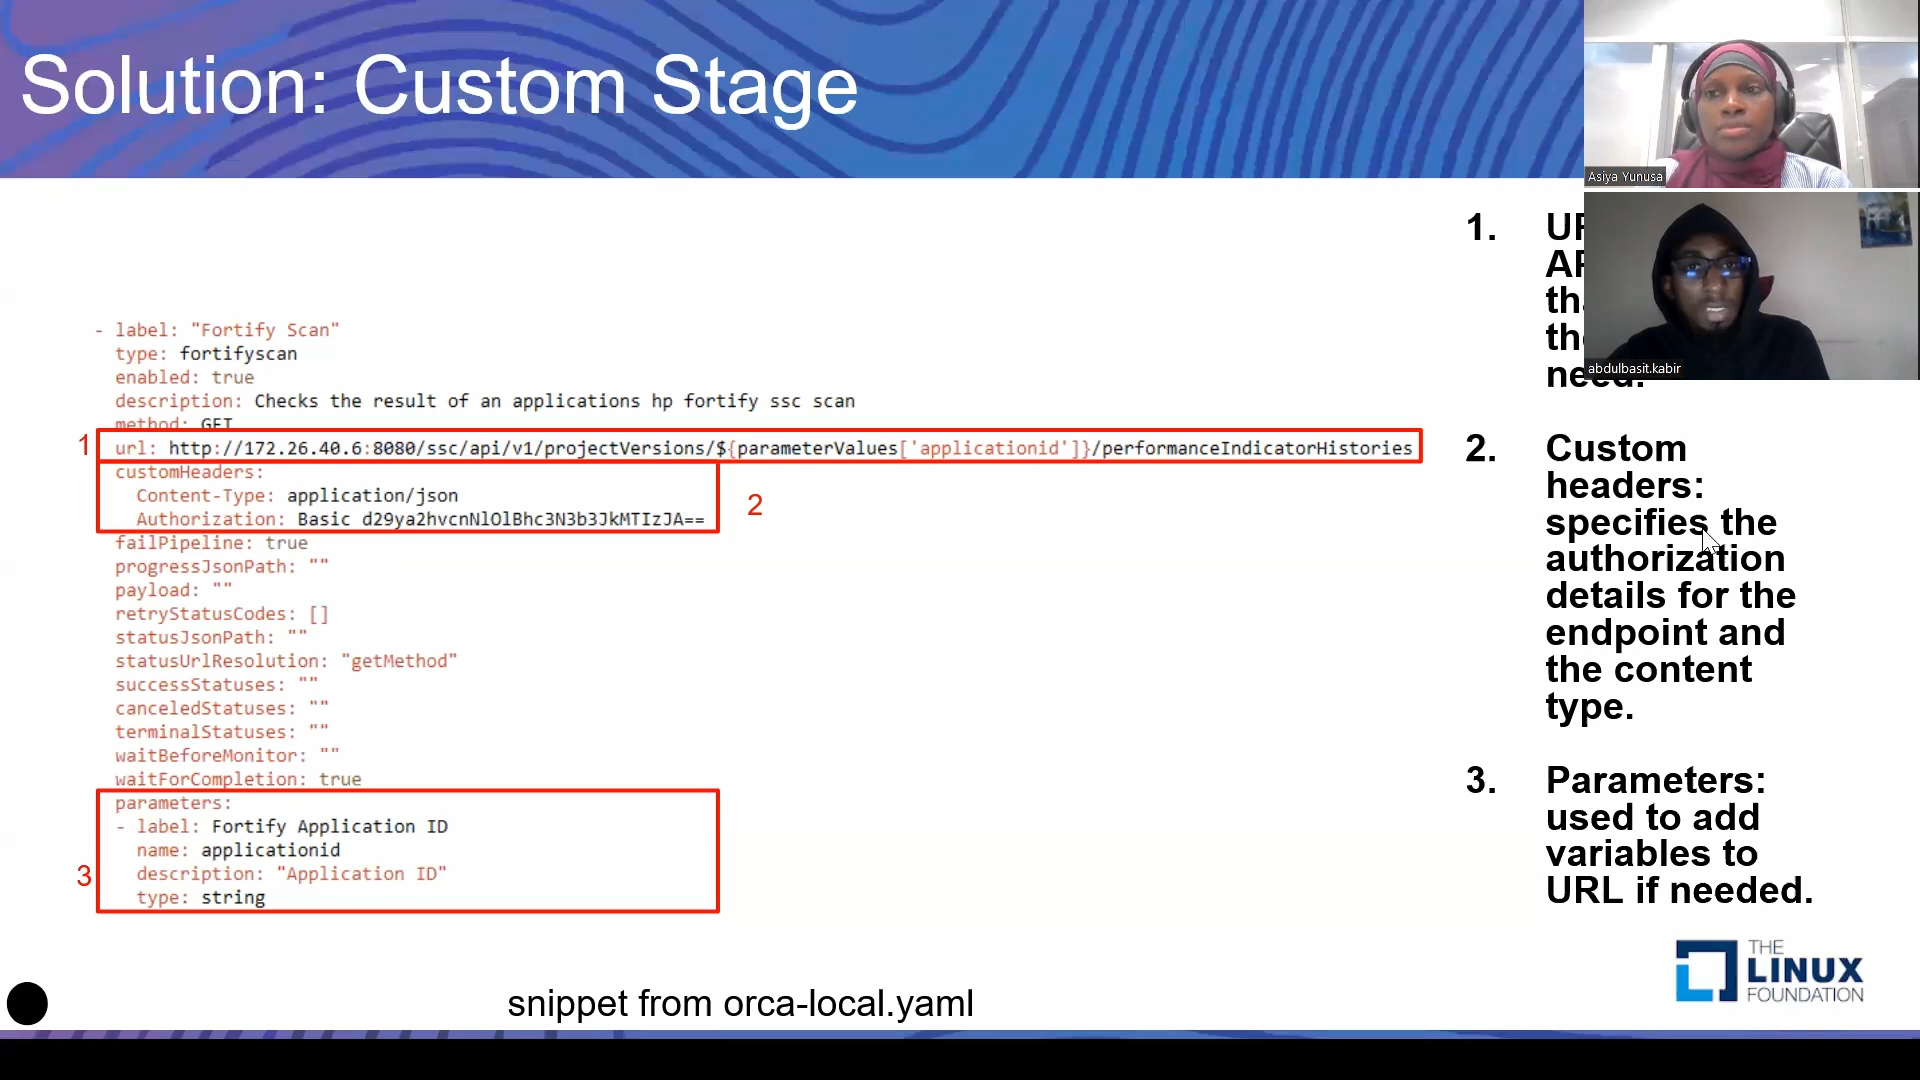 Solution: Custom Stage
Asiya Yunusa
abdulbasit.kabir
- label: "Fortify Scan"
type: fortifyscan
enabled: true
description: Checks the result of an applications hp fortify ssc scan
method: GET
1
url: http://172.26.40.6:8080/ssc/api/v1/projectVersions/${parameterValues['applicationid']}/performanceIndicatorHistories
customHeaders:
Content-Type: application/json
Authorization: Basic d29ya2hvcnNlOlBhc3N3b3JkMTIzJA==
2
failPipeline: true
progressJsonPath: ""
payload: ""
retryStatusCodes: []
statusJsonPath: ""
statusUrlResolution: "getMethod"
successStatuses: ""
canceledStatuses: ""
terminalStatuses: ""
waitBeforeMonitor: ""
waitForCompletion: true
parameters:
- label: Fortify Application ID
name: applicationid
3
description: "Application ID"
type: string
snippet from orca-local.yaml
1.
need.
2. Custom
headers:
specifies the
authorization
details for the
endpoint and
the content
type.
3. Parameters:
used to add
variables to
URL if needed.
THE
LINUX
FOUNDATION